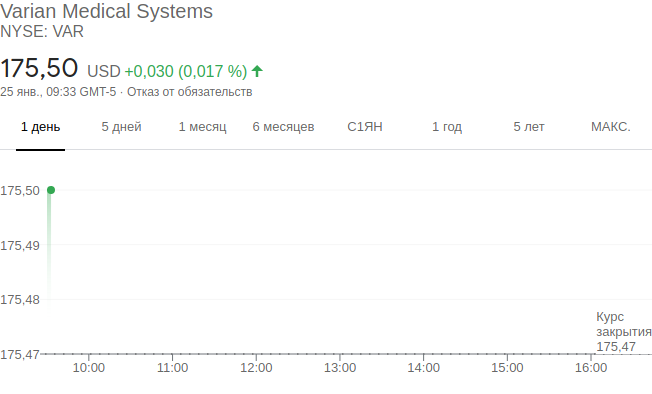 Varian Medical Systems
NYSE: VAR
175,50 USD +0,030 (0,017 %)
25 янв., 09:33 GMT-5 · Отказ от обязательств
1 день 5 дней 1 месяц 6 месяцев С1ЯН 1 год 5 лет МАКС.
175,50
175,49
175,48
Курс
закрытия
175,47
175,47
10:00 11:00 12:00 13:00 14:00 15:00 16:00